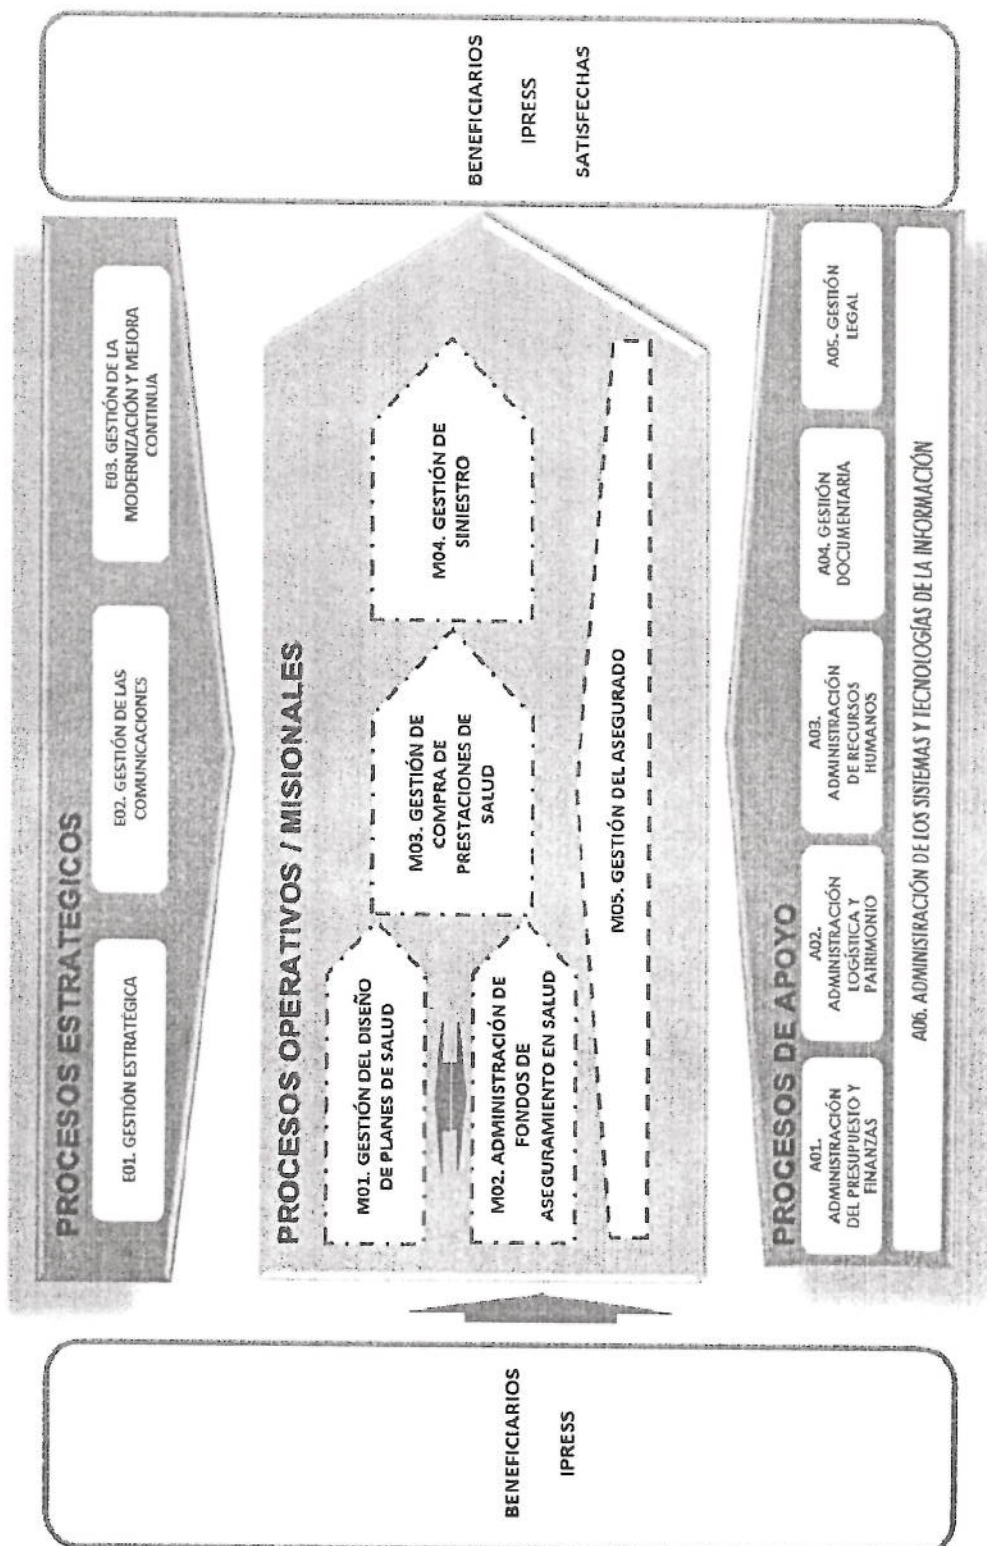 BENEFICIARIOS
IPRESS
PROCESOS ESTRATEGICOS
E01. GESTIÓN ESTRATÉGICA
E02. GESTIÓN DE LAS
COMUNICACIONES
E03. GESTIÓN DE LA
MODERNIZACIÓN Y MEJORA
CONTINUA
PROCESOS OPERATIVOS / MISIONALES
M01. GESTIÓN DEL DISEÑO
DE PLANES DE SALUD
M02. ADMINISTRACIÓN DE
FONDOS DE
ASEGURAMIENTO EN SALUD
M03. GESTIÓN DE
COMPRA DE
PRESTACIONES DE
SALUD
M04. GESTIÓN DE
SINIESTRO
M05. GESTIÓN DEL ASEGURADO
PROCESOS DE APOYO
A01.
ADMINISTRACIÓN
DEL PRESUPUESTO Y
FINANZAS
A02.
ADMINISTRACIÓN
LOGÍSTICA Y
PATRIMONIO
A03.
ADMINISTRACIÓN
DE RECURSOS
HUMANOS
A04. GESTIÓN
DOCUMENTARIA
A05. GESTIÓN
LEGAL
A06. ADMINISTRACIÓN DE LOS SISTEMAS Y TECNOLOGÍAS DE LA INFORMACIÓN
BENEFICIARIOS
IPRESS
SATISFECHAS